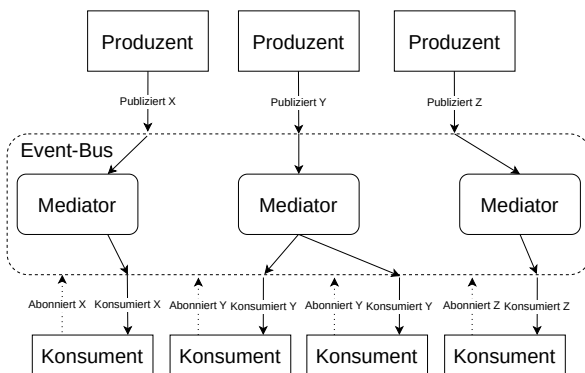 Produzent
Produzent
Produzent
Publiziert X
Publiziert Y
Publiziert Z
Event-Bus
Mediator
Mediator
Mediator
Abonniert X
Konsumiert X
Abonniert Y
Konsumiert Y
Abonniert Y
Konsumiert Y
Abonniert Z
Konsumiert Z
Konsument
Konsument
Konsument
Konsument